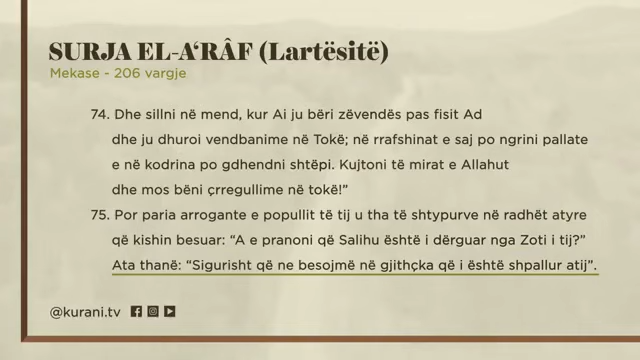 SURJA EL-A‘RÂF (Lartësitë)
Mekase - 206 vargje
74. Dhe sillni në mend, kur Ai ju bëri zëvendës pas fisit Ad
dhe ju dhuroi vendbanime në Tokë; në rrafshinat e saj po ngrini pallate
e në kodrina po gdhendni shtëpi. Kujtoni të mirat e Allahut
dhe mos bëni çrregullime në tokë!”
75. Por paria arrogante e popullit të tij u tha të shtypurve në radhët atyre
që kishin besuar: “A e pranoni që Salihu është i dërguar nga Zoti i tij?”
Ata thanë: “Sigurisht që ne besojmë në gjithçka që i është shpallur atij”.
@kurani.tv